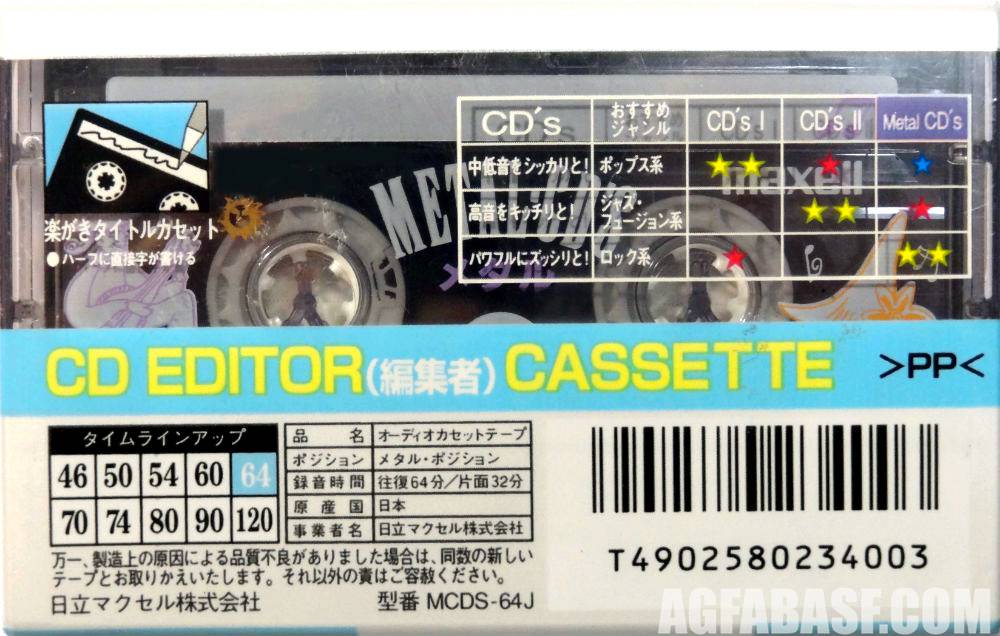 CD's おすすめジャンル CD's I CD's II Metal CD's
中低音をシッカリと! ポップス系 ★★ ★ ★
高音をキッチリと! ジャズ・フュージョン系 ★★ ★
パワフルにズッシリと! ロック系 ★ ★★
maxell
METAL-CD's
メタル
楽がきタイトルカセット
●ハーフに直接字が書ける
CD EDITOR(編集者)CASSETTE >PP<
タイムラインアップ
46 50 54 60 64
70 74 80 90 120
品名 オーディオカセットテープ
ポジション メタル・ポジション
録音時間 往復64分/片面32分
原産国 日本
事業者名 日立マクセル株式会社
万一、製造上の原因による品質不良がありました場合は、同数の新しい
テープとお取りかえいたします。それ以外の責はご容赦ください。
日立マクセル株式会社 型番 MCDS-64J
T4902580234003
AGFABASF.COM